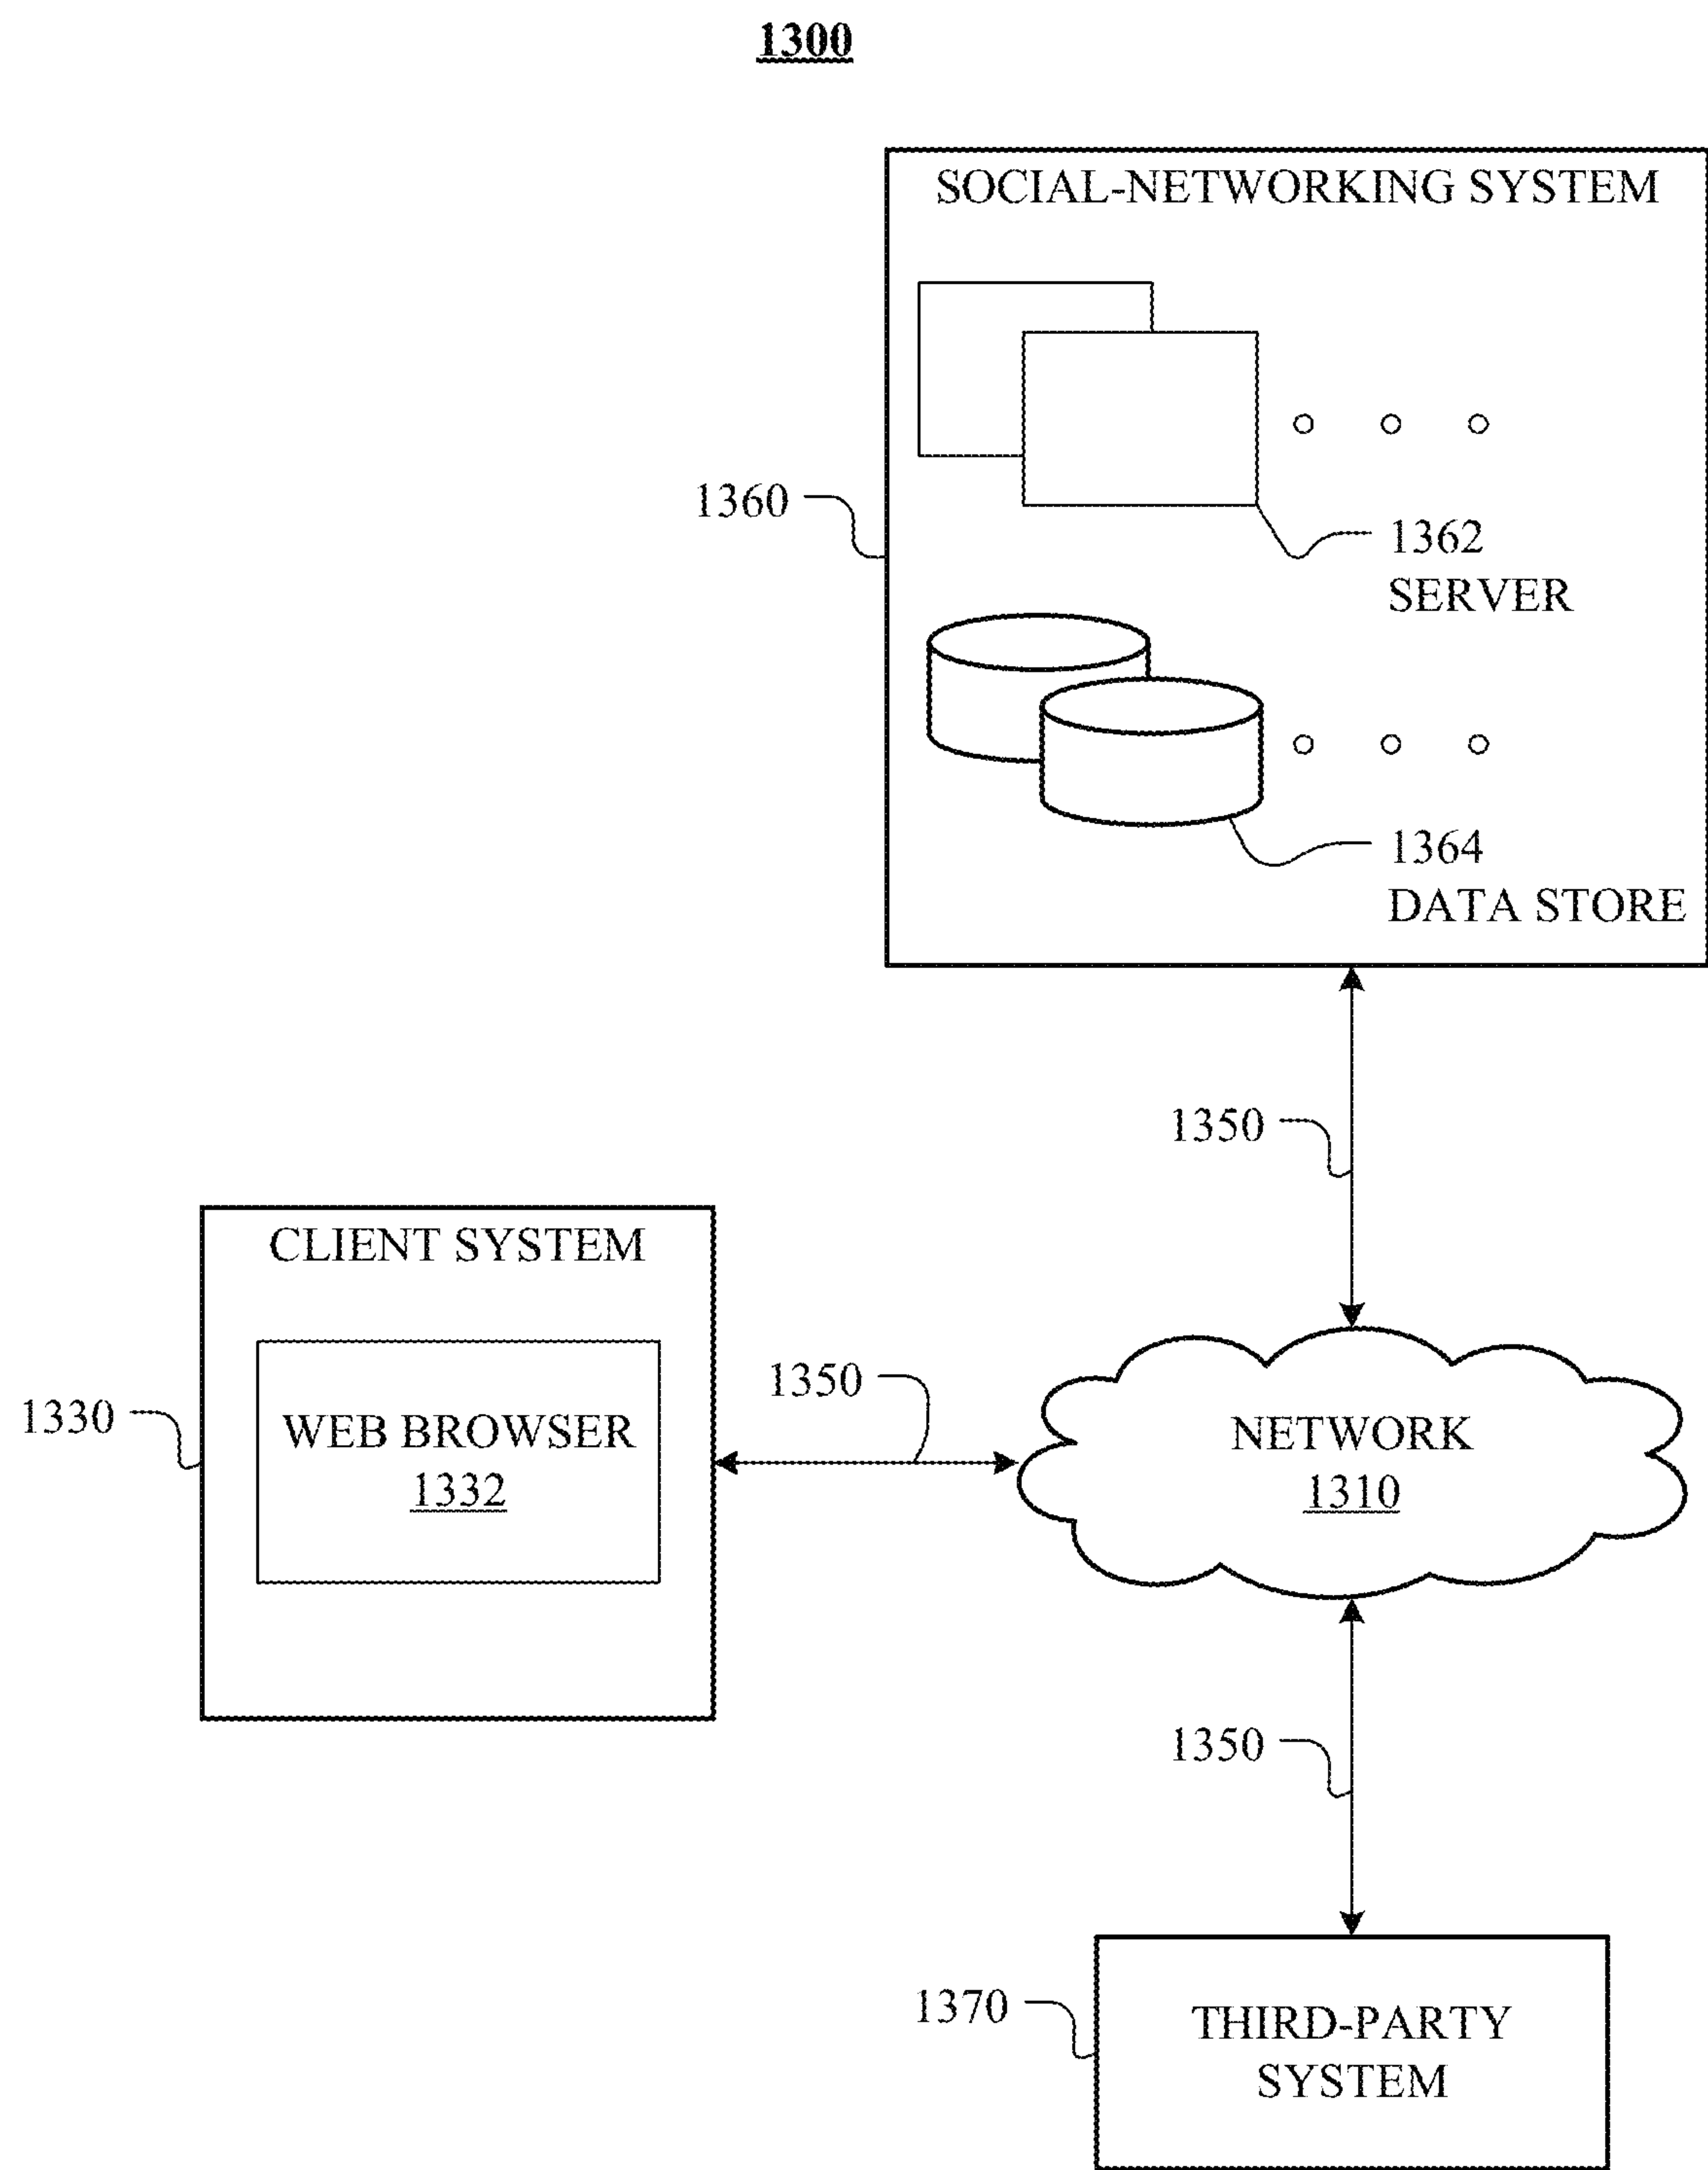 1300
SOCIAL-NETWORKING SYSTEM
1360
1362
SERVER
1364
DATA STORE
1350
CLIENT SYSTEM
1330
WEB BROWSER
1332
1350
NETWORK
1310
1350
1370
THIRD-PARTY
SYSTEM